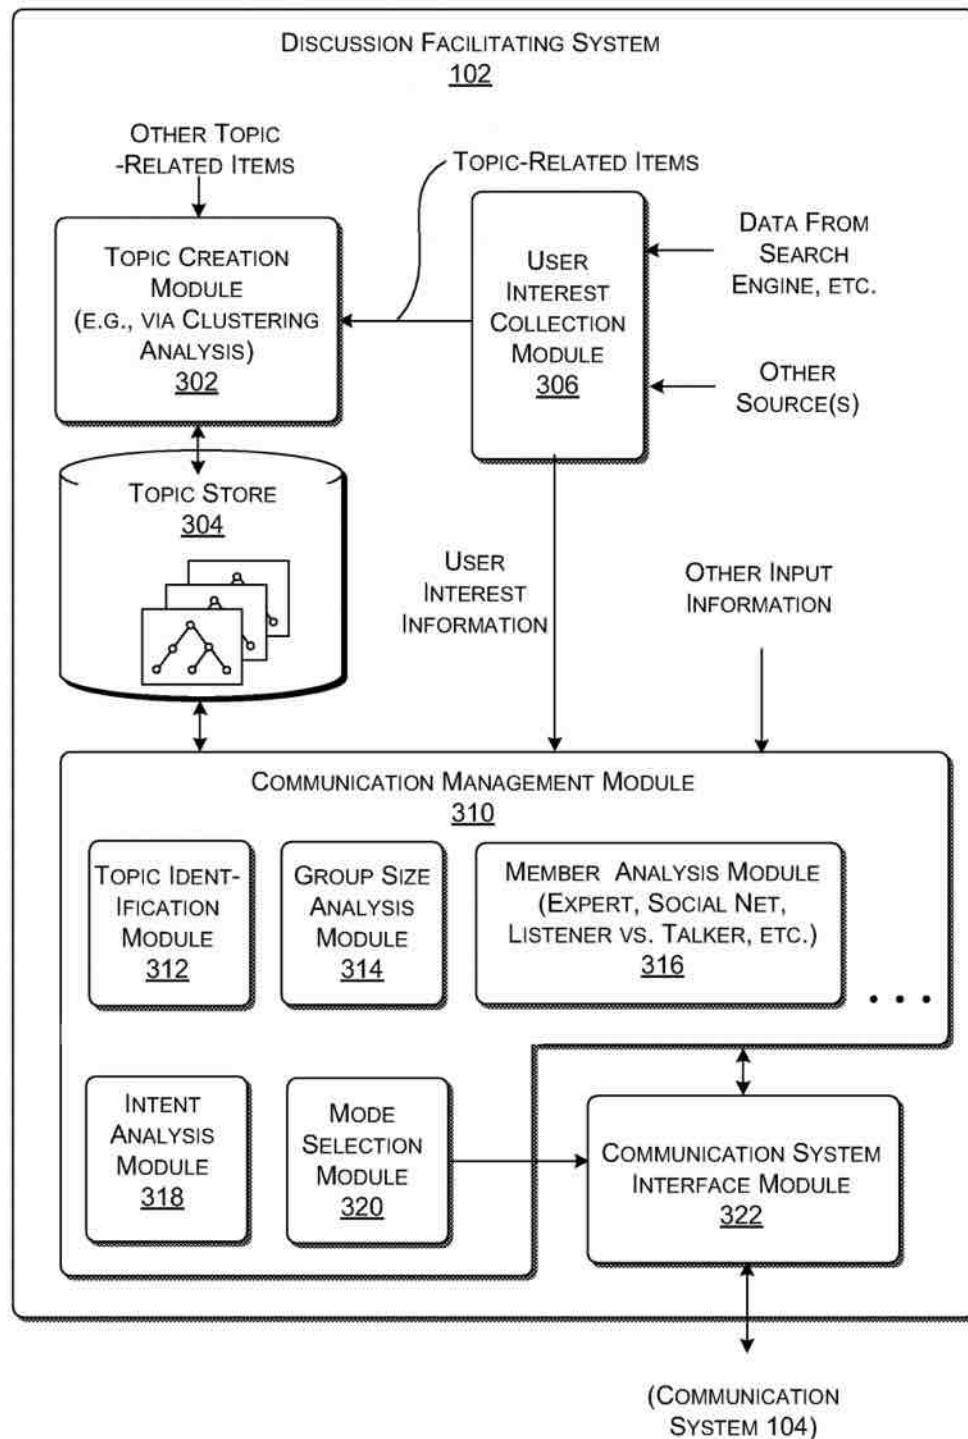 DISCUSSION FACILITATING SYSTEM
102
OTHER TOPIC
-RELATED ITEMS
TOPIC-RELATED ITEMS
TOPIC CREATION
MODULE
(E.G., VIA CLUSTERING
ANALYSIS)
302
USER
INTEREST
COLLECTION
MODULE
306
DATA FROM
SEARCH
ENGINE, ETC.
OTHER
SOURCE(S)
TOPIC STORE
304
USER
INTEREST
INFORMATION
OTHER INPUT
INFORMATION
COMMUNICATION MANAGEMENT MODULE
310
TOPIC IDENT-
IFICATION
MODULE
312
GROUP SIZE
ANALYSIS
MODULE
314
MEMBER ANALYSIS MODULE
(EXPERT, SOCIAL NET,
LISTENER VS. TALKER, ETC.)
316
• • •
INTENT
ANALYSIS
MODULE
318
MODE
SELECTION
MODULE
320
COMMUNICATION SYSTEM
INTERFACE MODULE
322
(COMMUNICATION
SYSTEM 104)